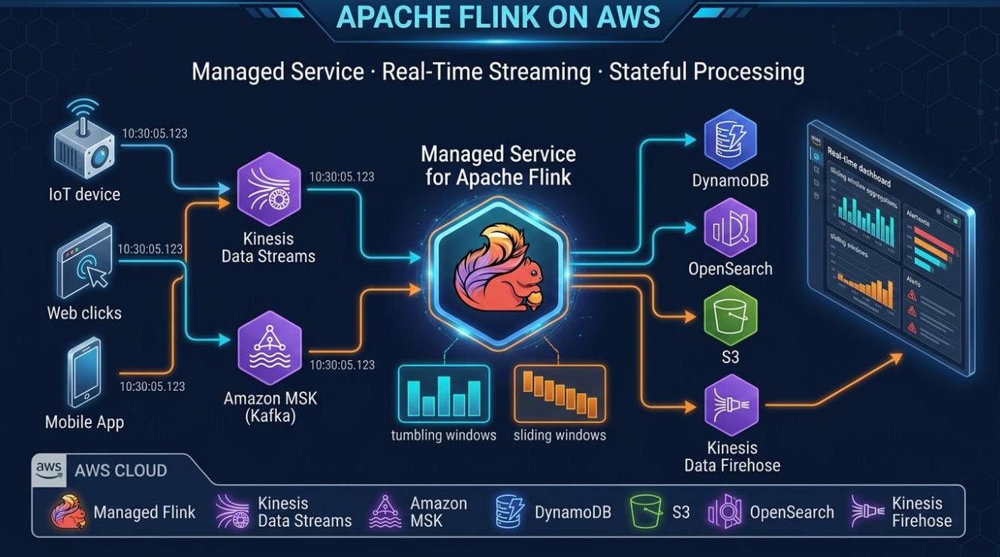 APACHE FLINK ON AWS
Managed Service · Real-Time Streaming · Stateful Processing
10:30:05.123
IoT device
10:30:05.123
Web clicks
10:30:05.123
Mobile App
Kinesis
Data Streams
10:30:05.123
Amazon MSK
(Kafka)
10:30:05.123
Managed Service
for Apache Flink
tumbling windows
sliding windows
DynamoDB
OpenSearch
S3
Kinesis
Data Firehose
Real-time dashboard
Sliding window aggregations
Alerts
aws
AWS CLOUD
Managed Flink
Kinesis
Data Streams
Amazon
MSK
DynamoDB
S3
OpenSearch
Kinesis
Firehose